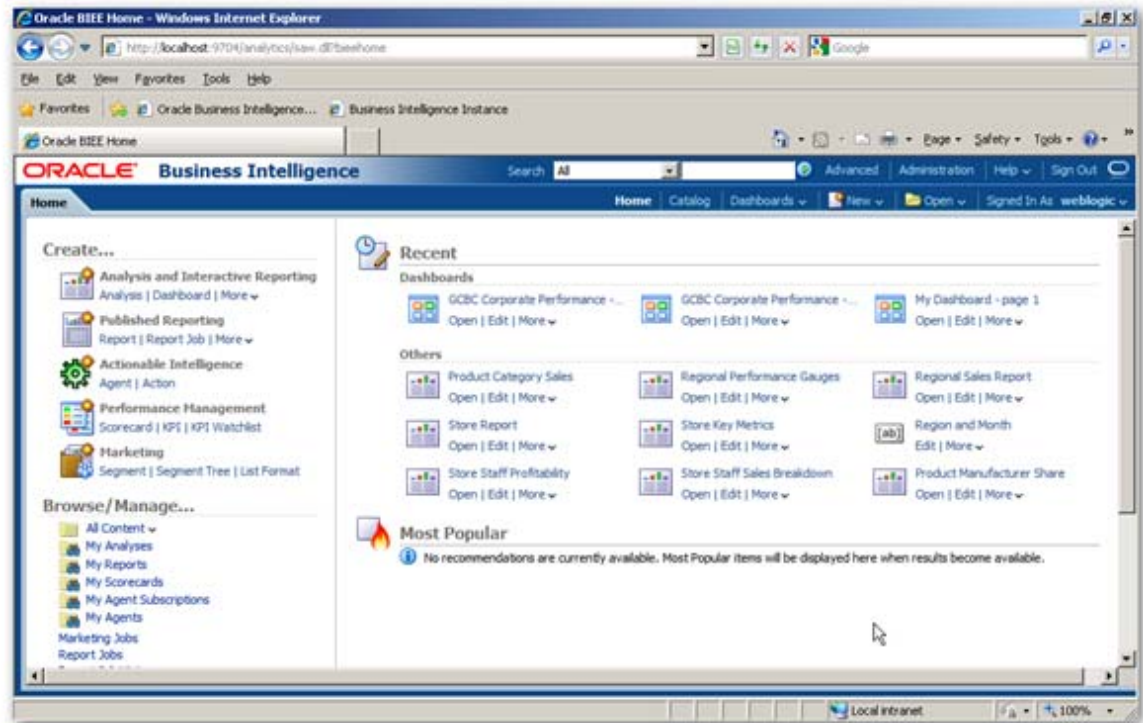 Oracle BIEE Home - Windows Internet Explorer
http://localhost:9704/analytics/saw.dll?bieehome
Google
File Edit View Favorites Tools Help
Favorites Oracle Business Intelligence... Business Intelligence Instance
Oracle BIEE Home
Page Safety Tools
ORACLE Business Intelligence
Search All Advanced Administration Help Sign Out
Home
Home Catalog Dashboards New Open Signed In As weblogic
Create...
Analysis and Interactive Reporting
Analysis | Dashboard | More
Published Reporting
Report | Report Job | More
Actionable Intelligence
Agent | Action
Performance Management
Scorecard | KPI | KPI Watchlist
Marketing
Segment | Segment Tree | List Format
Browse/Manage...
All Content
My Analyses
My Reports
My Scorecards
My Agent Subscriptions
My Agents
Marketing Jobs
Report Jobs
Recent
Dashboards
GCBC Corporate Performance -...
Open | Edit | More
GCBC Corporate Performance -...
Open | Edit | More
My Dashboard - page 1
Open | Edit | More
Others
Product Category Sales
Open | Edit | More
Regional Performance Gauges
Open | Edit | More
Regional Sales Report
Open | Edit | More
Store Report
Open | Edit | More
Store Key Metrics
Open | Edit | More
[ab]
Region and Month
Edit | More
Store Staff Profitability
Open | Edit | More
Store Staff Sales Breakdown
Open | Edit | More
Product Manufacturer Share
Open | Edit | More
Most Popular
No recommendations are currently available. Most Popular items will be displayed here when results become available.
Local intranet
100%